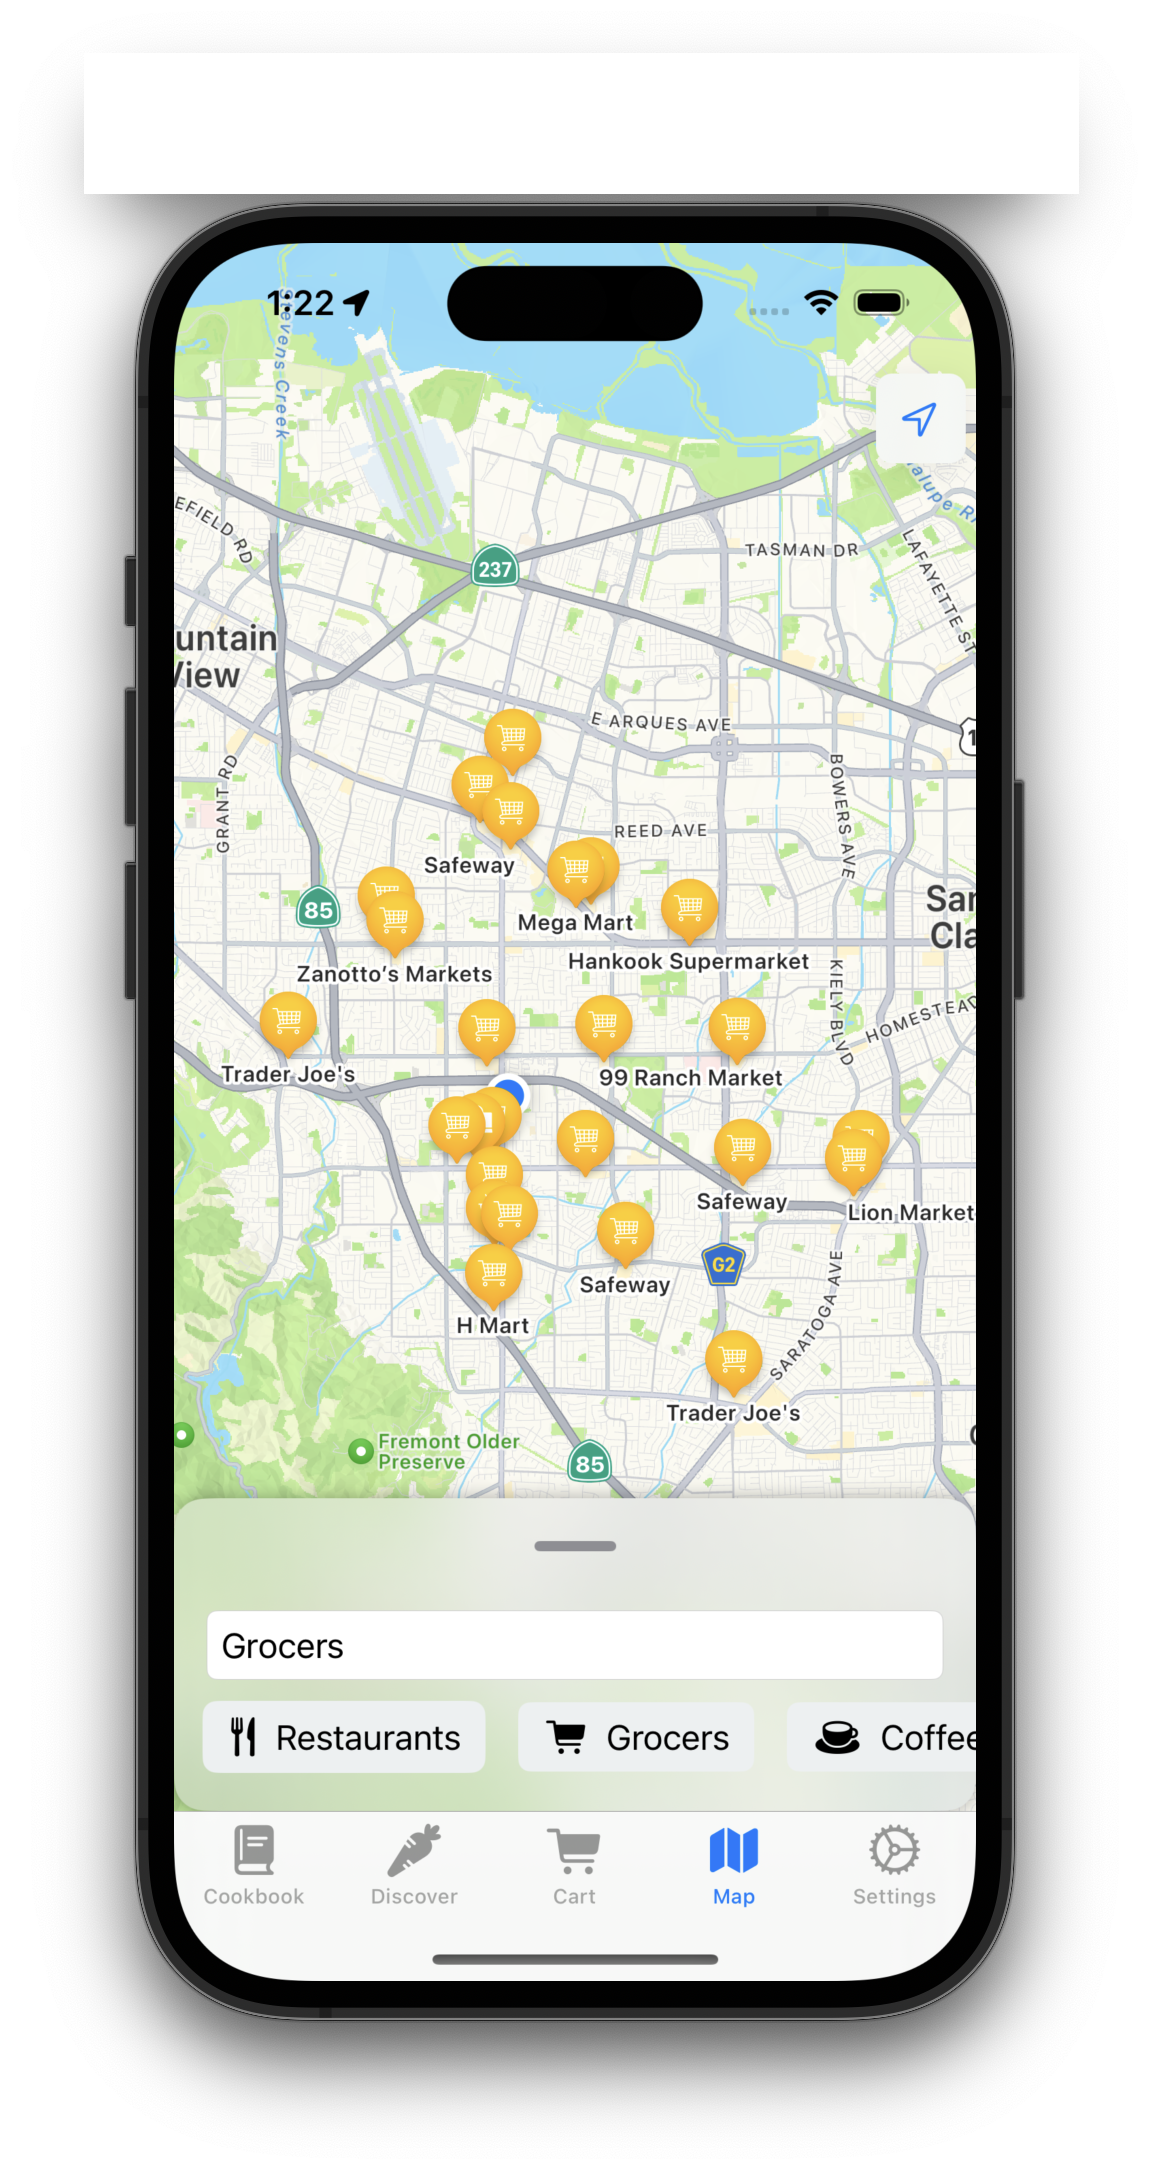 1:22
Stevens Creek
EFIELD RD
alupe Ri
TASMAN DR
LAFAYETTE ST
237
untain
View
E ARQUES AVE
1
GRANT RD
BOWERS AVE
REED AVE
Safeway
85
Mega Mart
San
Cla
Hankook Supermarket
Zanotto's Markets
KIELY BLVD
HOMESTEAD
Trader Joe's
99 Ranch Market
Safeway
Lion Market
G2
Safeway
H Mart
SARATOGA AVE
Trader Joe's
Fremont Older
Preserve
85
Grocers
Restaurants
Grocers
Coffee
Cookbook
Discover
Cart
Map
Settings